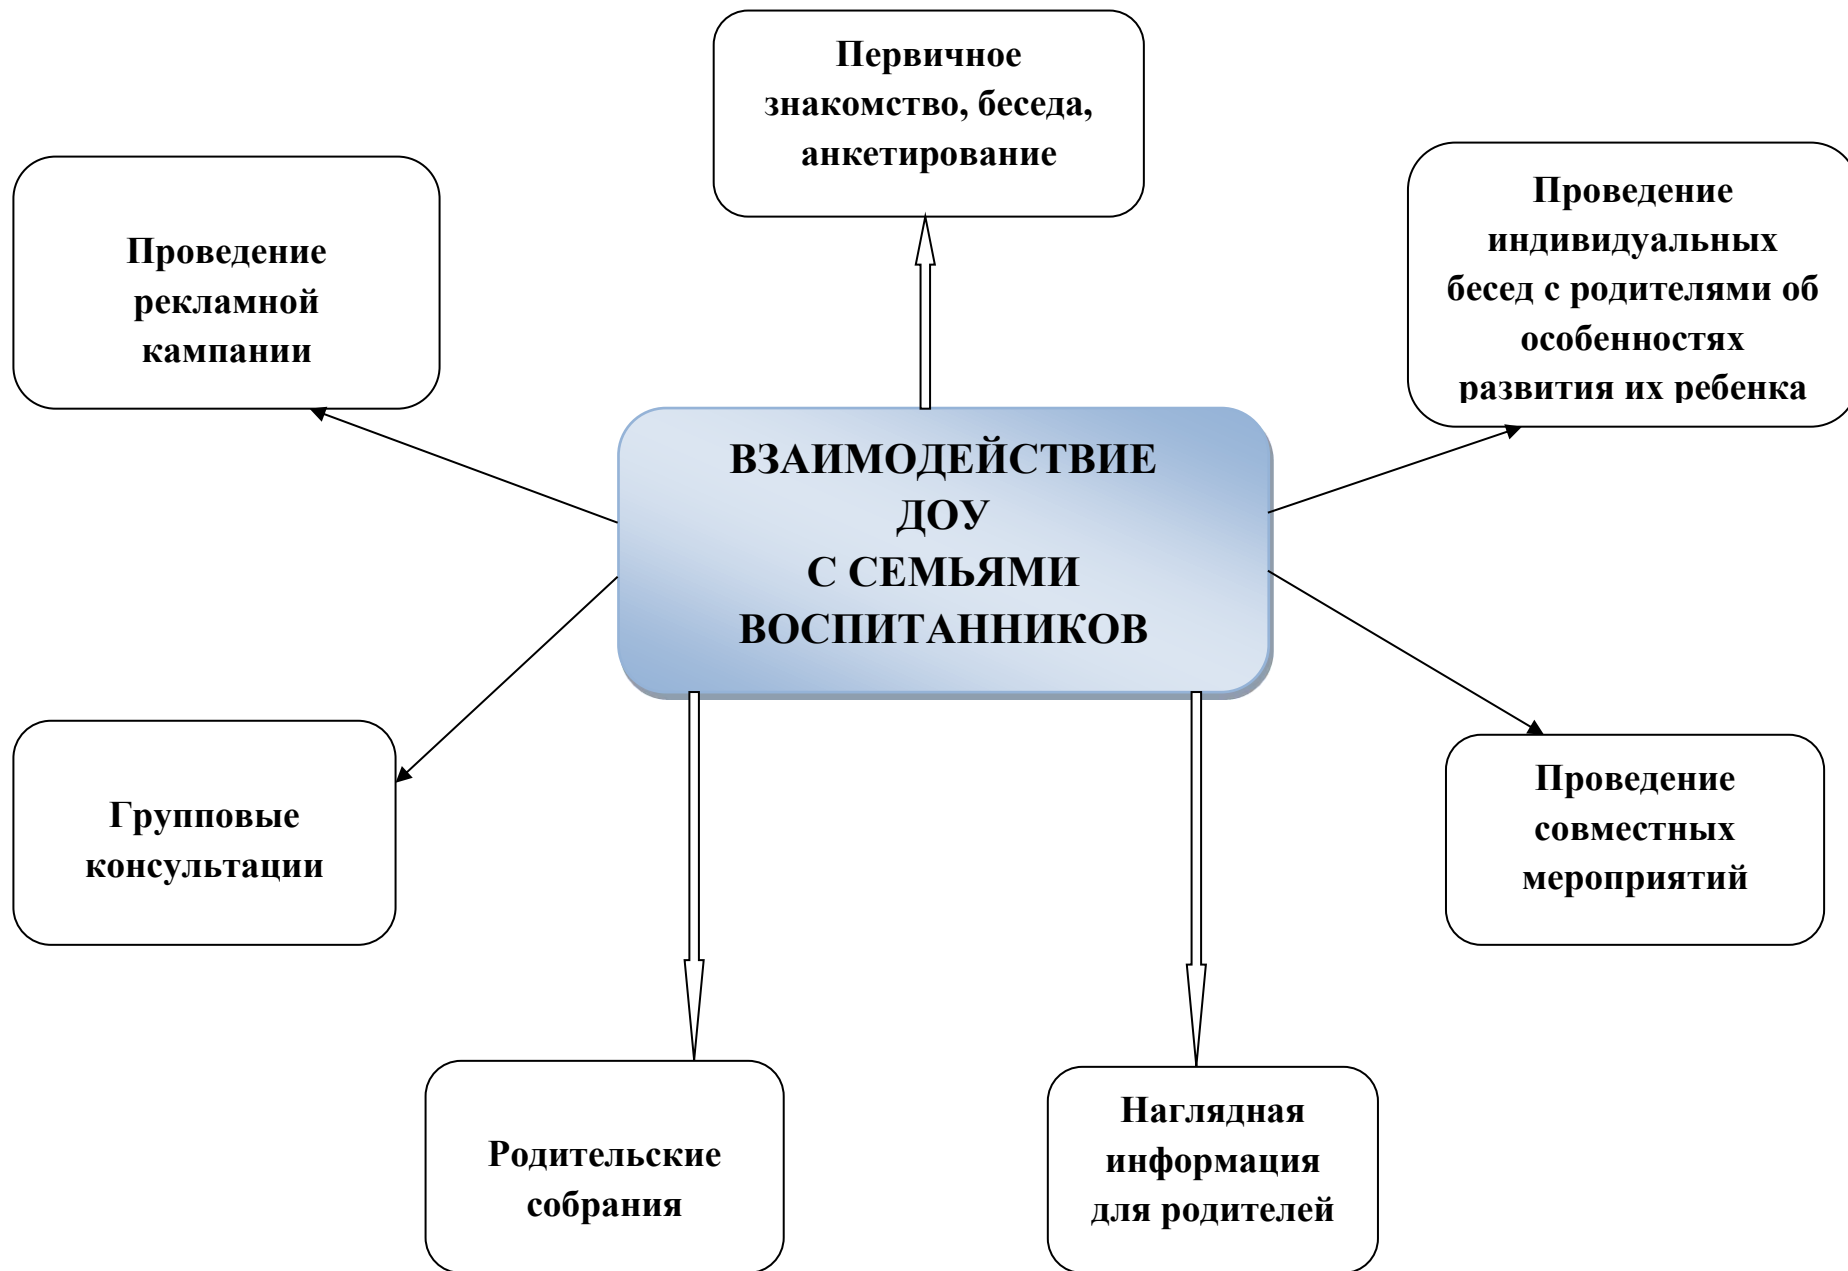 Первичное
знакомство, беседа,
анкетирование
Проведение
рекламной
кампании
Проведение
индивидуальных
бесед с родителями об
особенностях
развития их ребенка
ВЗАИМОДЕЙСТВИЕ
ДОУ
С СЕМЬЯМИ
ВОСПИТАННИКОВ
Групповые
консультации
Проведение
совместных
мероприятий
Родительские
собрания
Наглядная
информация
для родителей